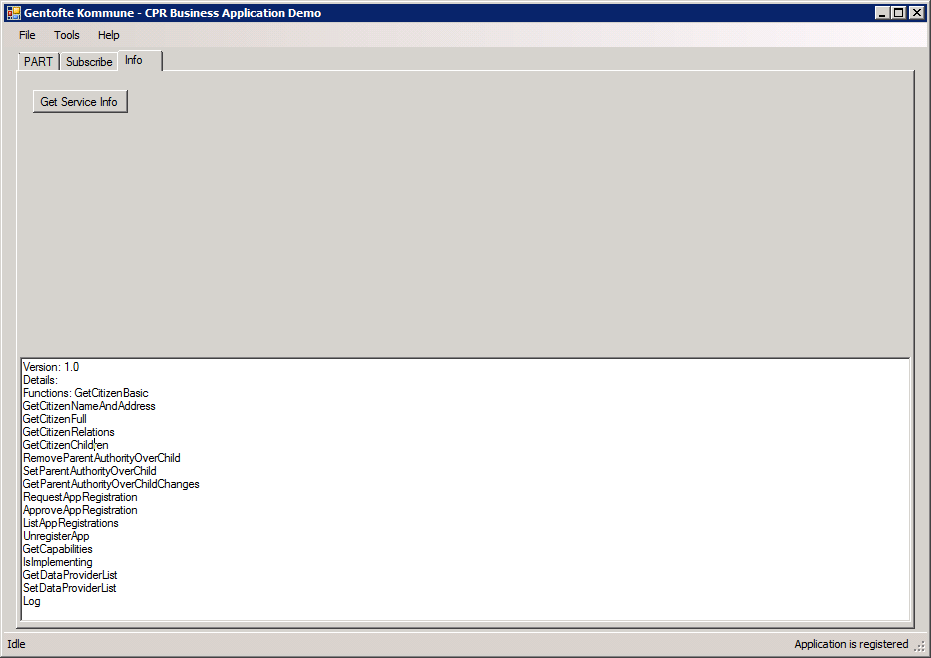 Gentofte Kommune - CPR Business Application Demo
File Tools Help
PART Subscribe Info
Get Service Info
Version: 1.0
Details:
Functions: GetCitizenBasic
GetCitizenNameAndAddress
GetCitizenFull
GetCitizenRelations
GetCitizenChildren
RemoveParentAuthorityOverChild
SetParentAuthorityOverChild
GetParentAuthorityOverChildChanges
RequestAppRegistration
ApproveAppRegistration
ListAppRegistrations
UnregisterApp
GetCapabilities
IsImplementing
GetDataProviderList
SetDataProviderList
Log
Idle Application is registered